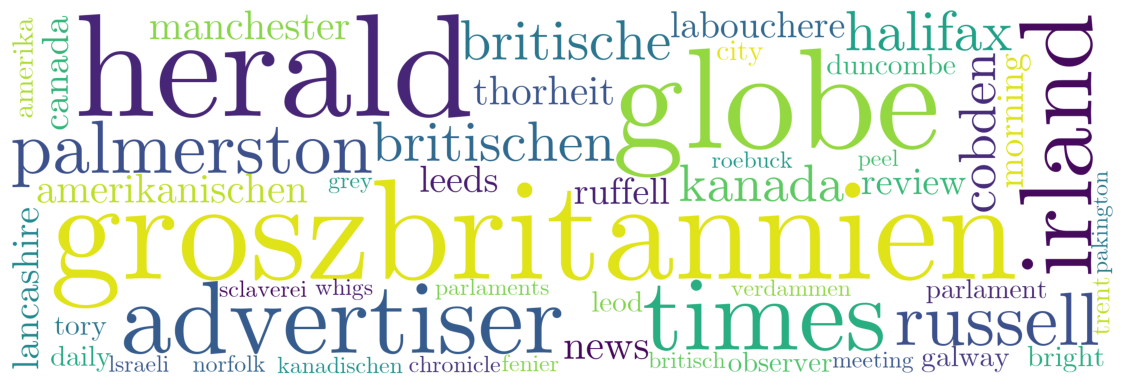 amerika
canada
manchester
herald
britische
labouchere
halifax
city
duncombe
irland
thorheit
globe
cobden
morning
palmerston
britischen
roebuck
peel
amerikanischen
grey
leeds
ruffell
kanada
review
pakington
lancashire
groszbritannien
sclaverei
whigs
parlaments
leod
verdammen
parlament
trent
tory
advertiser
times
russell
daily
Israeli
norfolk
kanadischen
chronicle
fenier
news
britisch
observer
meeting
galway
bright